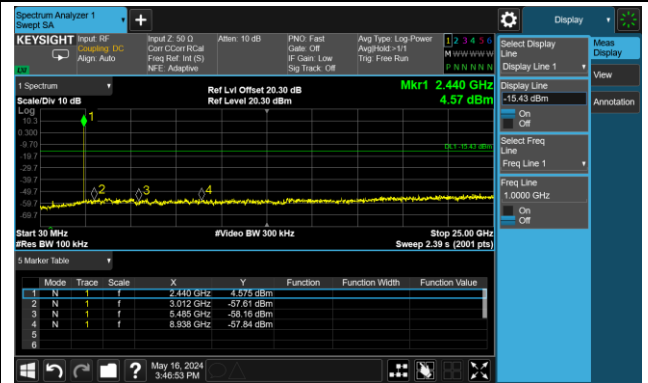 Spectrum Analyzer 1
Swept SA
+
Display
KEYSIGHT
Input: RF
Coupling: DC
Align: Auto
Input Z: 50 Ω
Corr CCorr RCal
Freq Ref: Int (S)
NFE: Adaptive
Atten: 10 dB
PNO: Fast
Gate: Off
IF Gain: Low
Sig Track: Off
Avg Type: Log-Power
Avg|Hold:>1/1
Trig: Free Run
1 2 3 4 5 6
M W W W W W
P N N N N N
1 Spectrum
Scale/Div 10 dB
Ref Lvl Offset 20.30 dB
Ref Level 20.30 dBm
Mkr1 2.440 GHz
4.57 dBm
Log
10.3
0.300
-9.70
-19.7
-29.7
-39.7
-49.7
-59.7
-69.7
1
2
3
4
DL1 -15.43 dBm
Start 30 MHz
#Res BW 100 kHz
#Video BW 300 kHz
Stop 25.00 GHz
Sweep 2.39 s (2001 pts)
5 Marker Table
Mode Trace Scale X Y Function Function Width Function Value
1 N 1 f 2.440 GHz 4.575 dBm
2 N 1 f 3.012 GHz -57.61 dBm
3 N 1 f 5.485 GHz -58.16 dBm
4 N 1 f 8.938 GHz -57.84 dBm
5
6
?
May 16, 2024
3:46:53 PM
Select Display
Line
Display Line 1
Display Line
-15.43 dBm
On
Off
Select Freq
Line
Freq Line 1
Freq Line
1.0000 GHz
On
Off
Meas
Display
View
Annotation